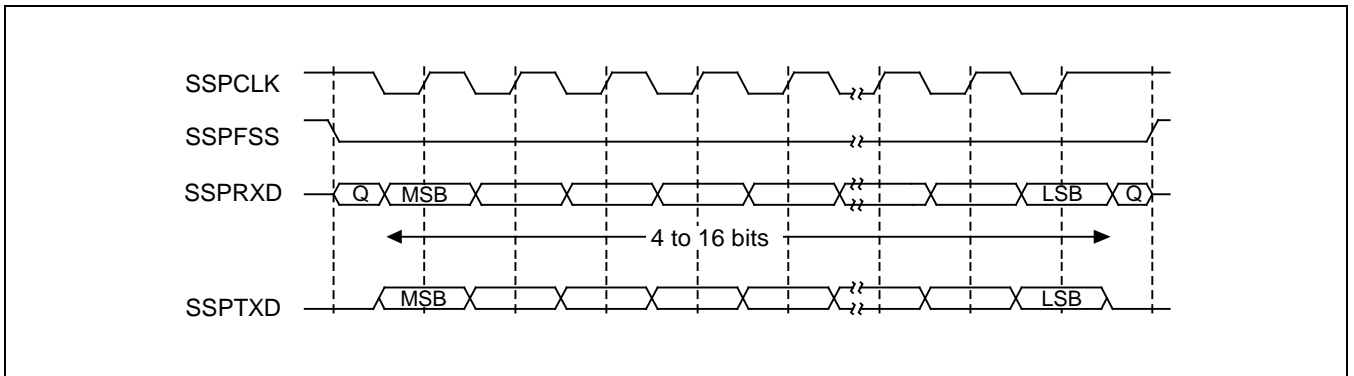 SSPCLK
SSPFSS
SSPRXD Q MSB LSB Q
4 to 16 bits
SSPTXD MSB LSB